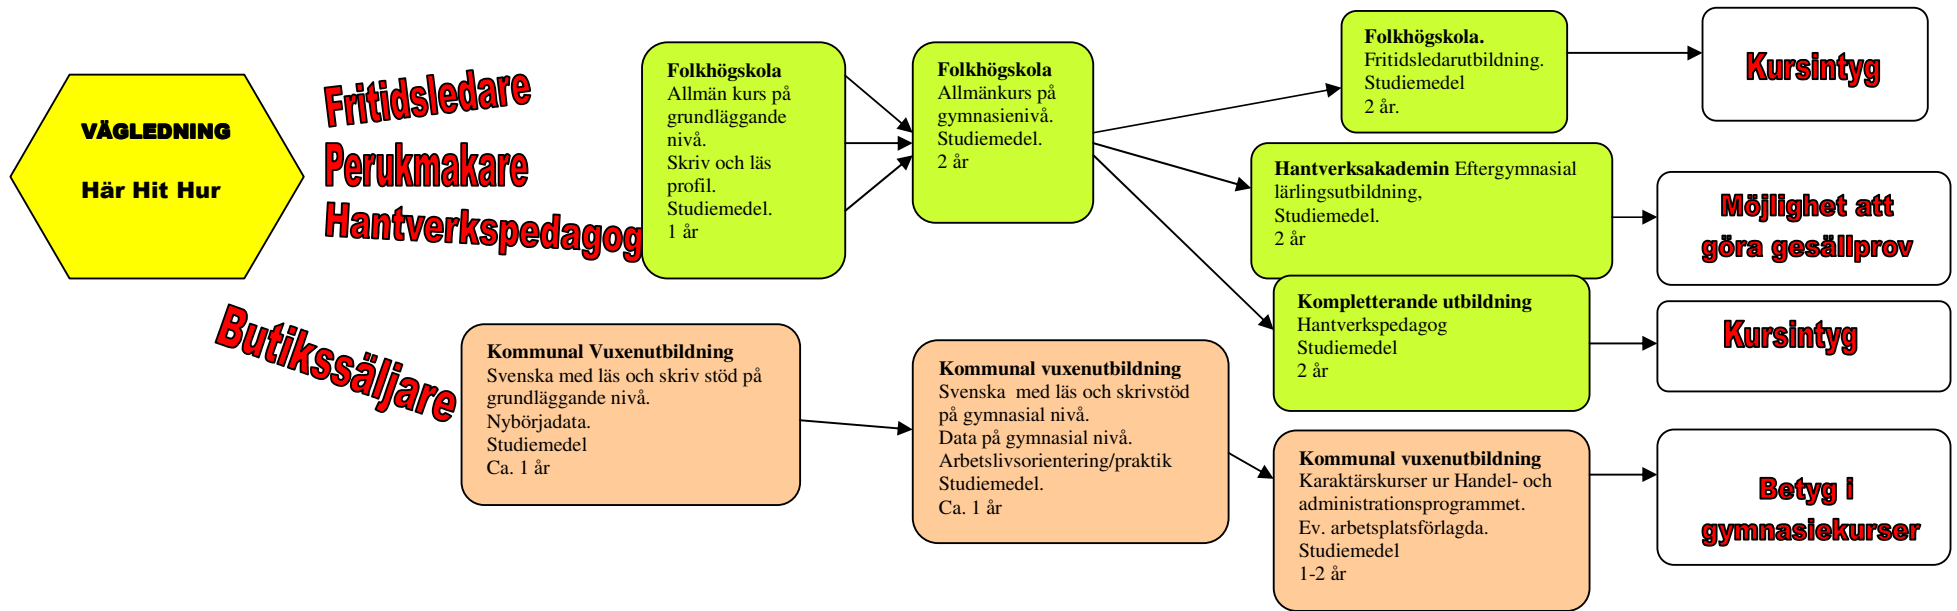 VÄGLEDNING
Här Hit Hur
Fritidsledare
Perukmakare
Hantverkspedagog
Butikssäljare
Folkhögskola
Allmän kurs på
grundläggande
nivå.
Skriv och läs
profil.
Studiemedel.
1 år
Folkhögskola
Allmänkurs på
gymnasienivå.
Studiemedel.
2 år
Folkhögskola.
Fritidsledarutbildning.
Studiemedel
2 år.
Kursintyg
Hantverksakademin Eftergymnasial
lärlingsutbildning,
Studiemedel.
2 år
Möjlighet att
göra gesällprov
Kompletterande utbildning
Hantverkspedagog
Studiemedel
2 år
Kursintyg
Kommunal Vuxenutbildning
Svenska med läs och skriv stöd på
grundläggande nivå.
Nybörjadata.
Studiemedel
Ca. 1 år
Kommunal vuxenutbildning
Svenska  med läs och skrivstöd
på gymnasial nivå.
Data på gymnasial nivå.
Arbetslivsorientering/praktik
Studiemedel.
Ca. 1 år
Kommunal vuxenutbildning
Karaktärskurser ur Handel- och
administrationsprogrammet.
Ev. arbetsplatsförlagda.
Studiemedel
1-2 år
Betyg i
gymnasiekurser